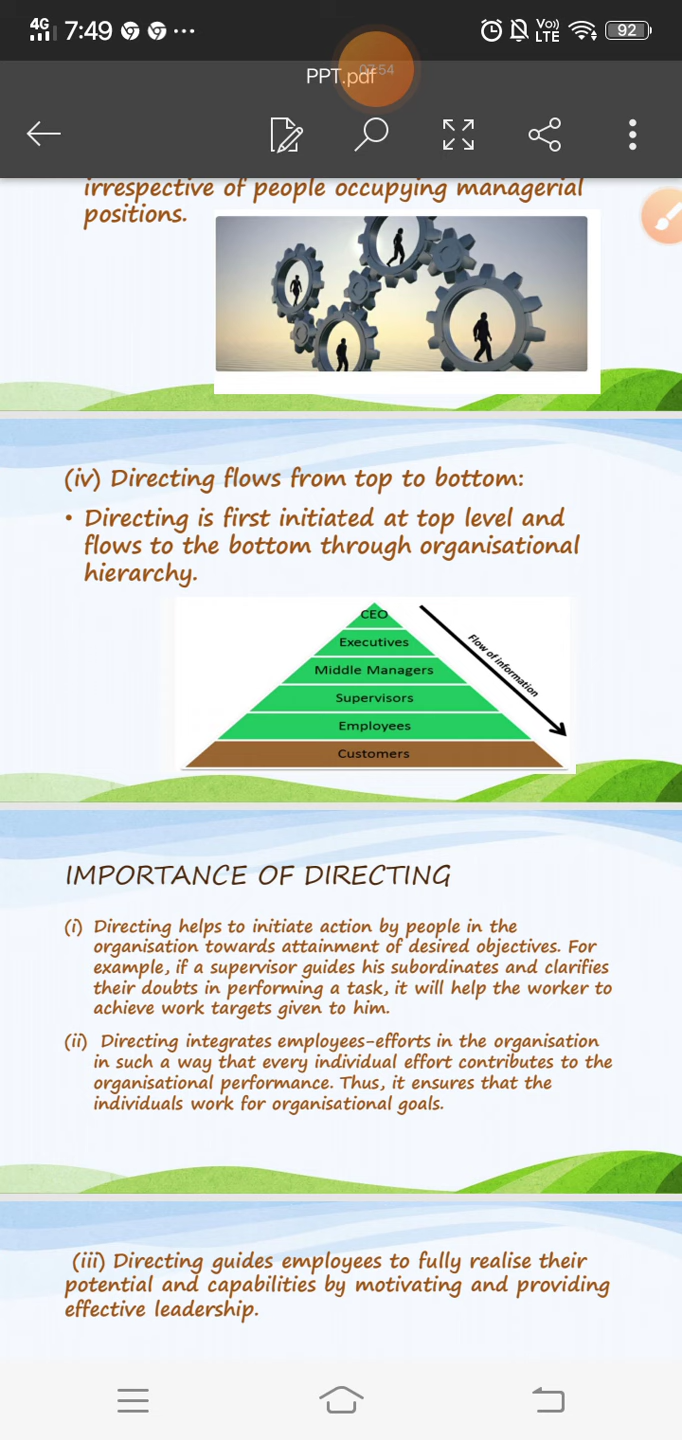 4G 7:49 ... Vo) LTE 92
07:54
PPT.pdf
irrespective of people occupying managerial
positions.
(iv) Directing flows from top to bottom:
• Directing is first initiated at top level and
flows to the bottom through organisational
hierarchy.
CEO
Executives
Middle Managers
Supervisors
Employees
Customers
Flow of information
IMPORTANCE OF DIRECTING
(i) Directing helps to initiate action by people in the
organisation towards attainment of desired objectives. For
example, if a supervisor guides his subordinates and clarifies
their doubts in performing a task, it will help the worker to
achieve work targets given to him.
(ii) Directing integrates employees-efforts in the organisation
in such a way that every individual effort contributes to the
organisational performance. Thus, it ensures that the
individuals work for organisational goals.
(iii) Directing guides employees to fully realise their
potential and capabilities by motivating and providing
effective leadership.